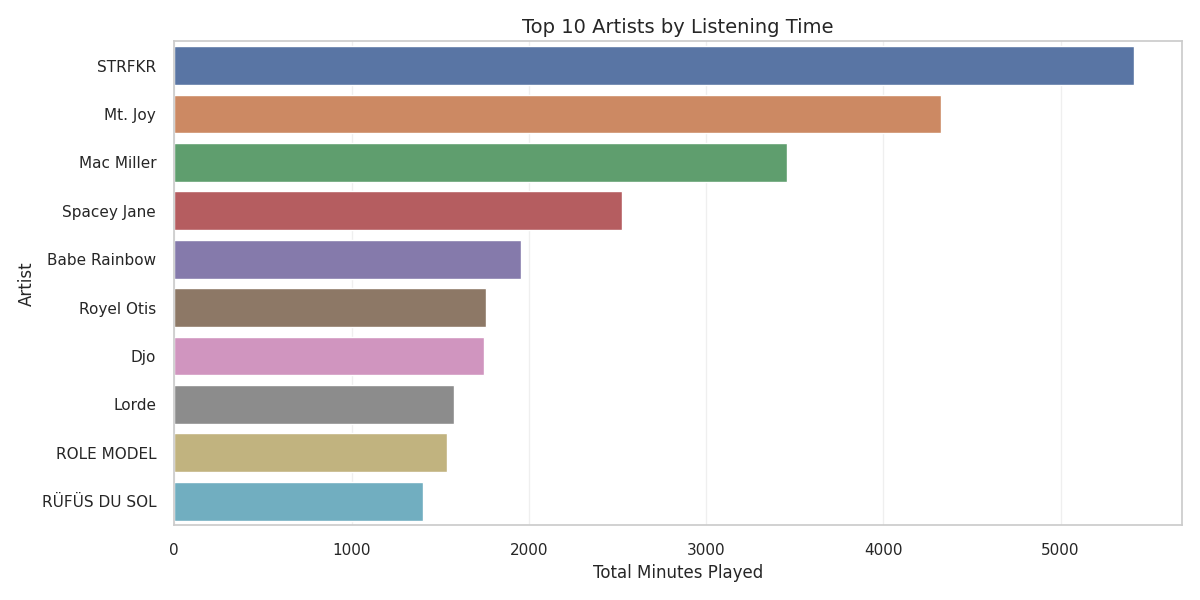 Top 10 Artists by Listening Time
Artist
STRFKR
Mt. Joy
Mac Miller
Spacey Jane
Babe Rainbow
Royel Otis
Djo
Lorde
ROLE MODEL
RÜFÜS DU SOL
0 1000 2000 3000 4000 5000
Total Minutes Played